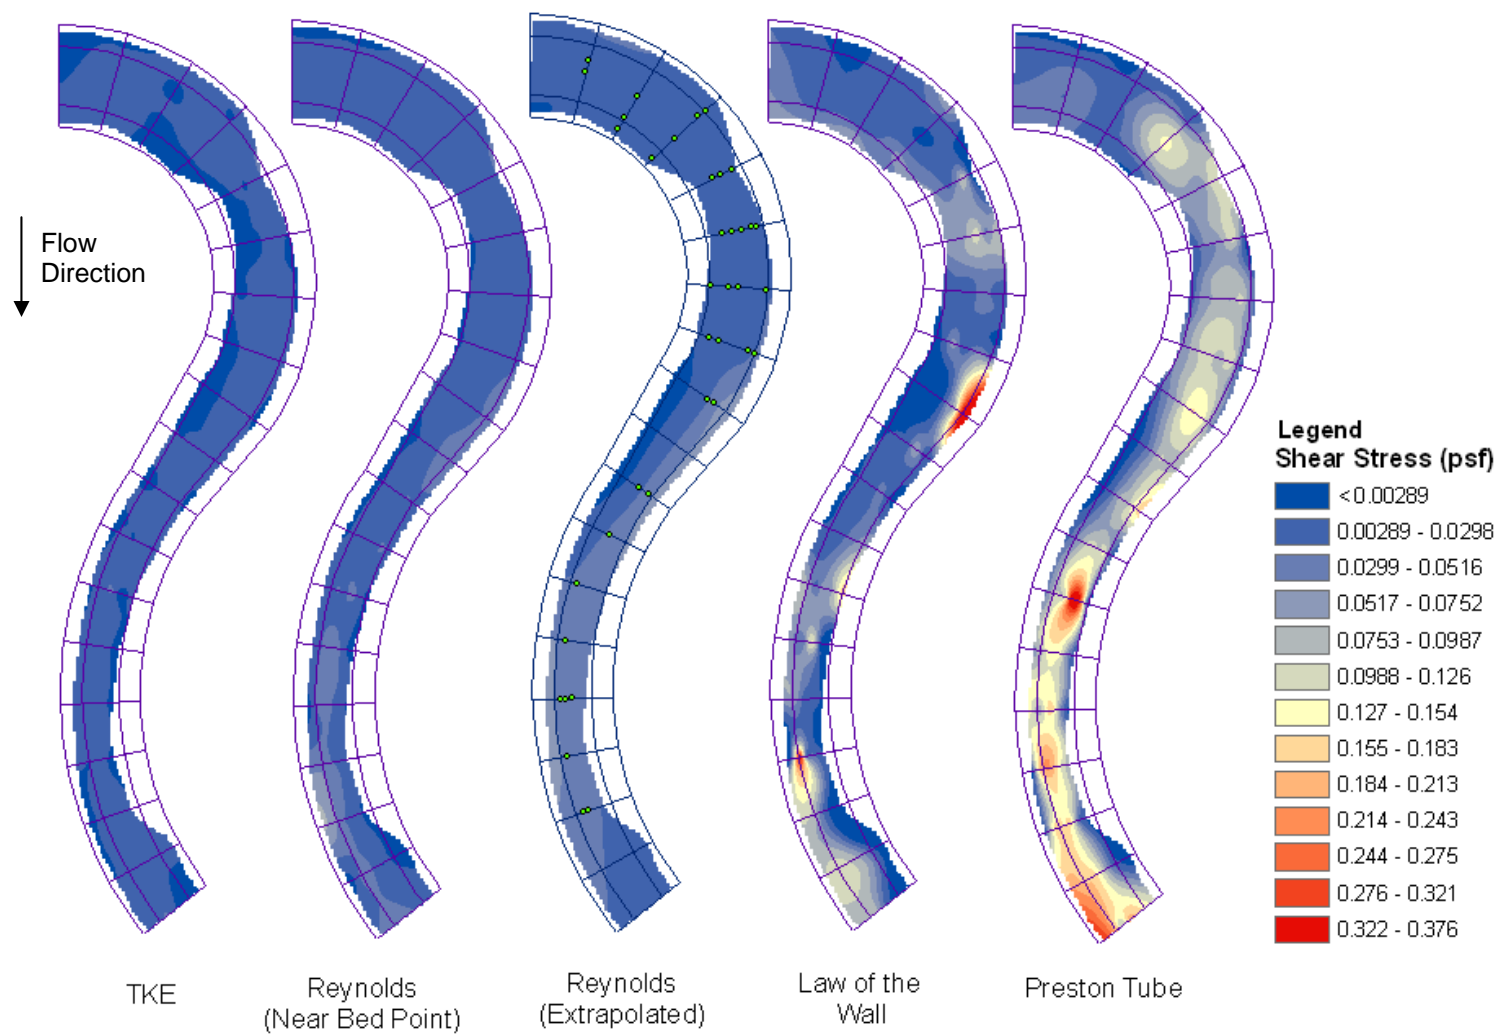 Flow
Direction
Legend
Shear Stress (psf)
<0.00289
0.00289 - 0.0298
0.0299 - 0.0516
0.0517 - 0.0752
0.0753 - 0.0987
0.0988 - 0.126
0.127 - 0.154
0.155 - 0.183
0.184 - 0.213
0.214 - 0.243
0.244 - 0.275
0.276 - 0.321
0.322 - 0.376
TKE
Reynolds
(Near Bed Point)
Reynolds
(Extrapolated)
Law of the
Wall
Preston Tube